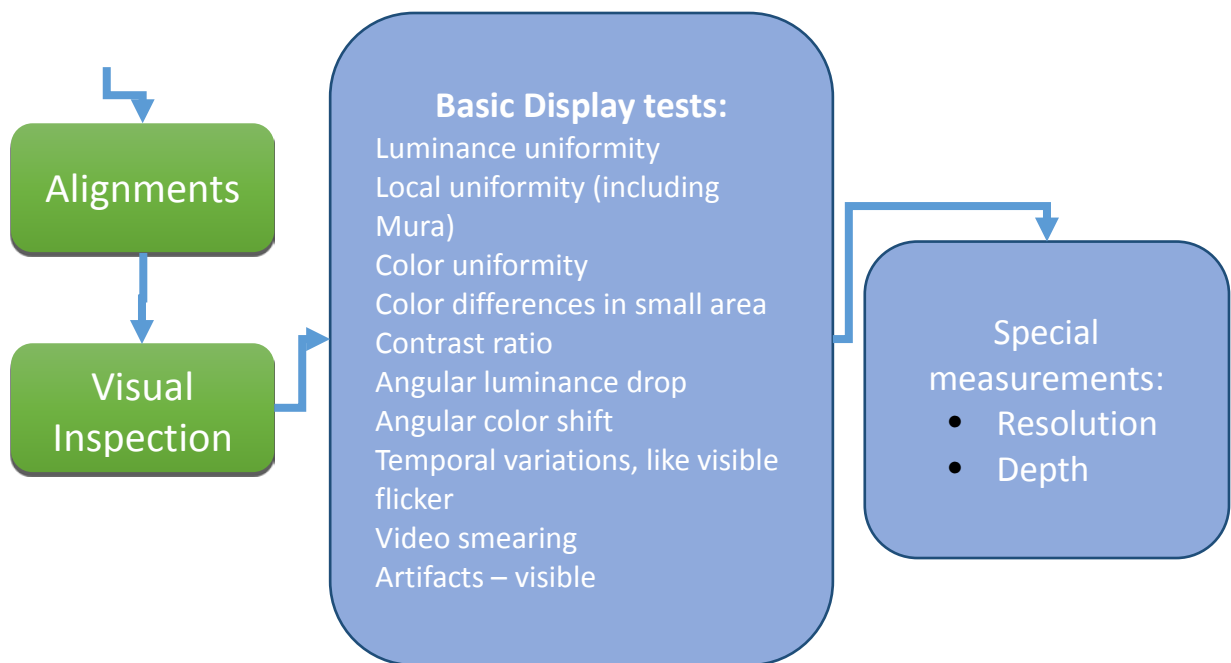 Alignments
Visual
Inspection
Basic Display tests:
Luminance uniformity
Local uniformity (including
Mura)
Color uniformity
Color differences in small area
Contrast ratio
Angular luminance drop
Angular color shift
Temporal variations, like visible
flicker
Video smearing
Artifacts – visible
Special
measurements:
• Resolution
• Depth